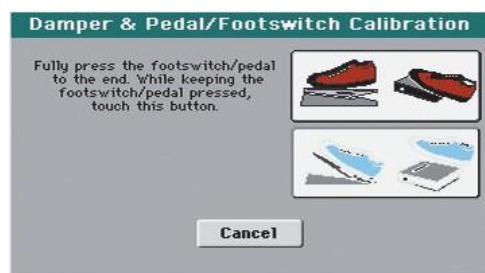 Damper & Pedal/Footswitch Calibration
Fully press the footswitch/pedal
to the end. While keeping the
footswitch/pedal pressed,
touch this button.
Cancel